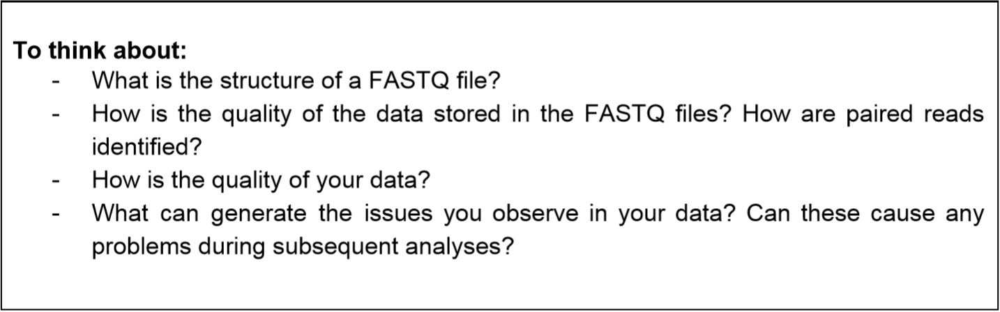 To think about:
- What is the structure of a FASTQ file?
- How is the quality of the data stored in the FASTQ files? How are paired reads
identified?
- How is the quality of your data?
- What can generate the issues you observe in your data? Can these cause any
problems during subsequent analyses?